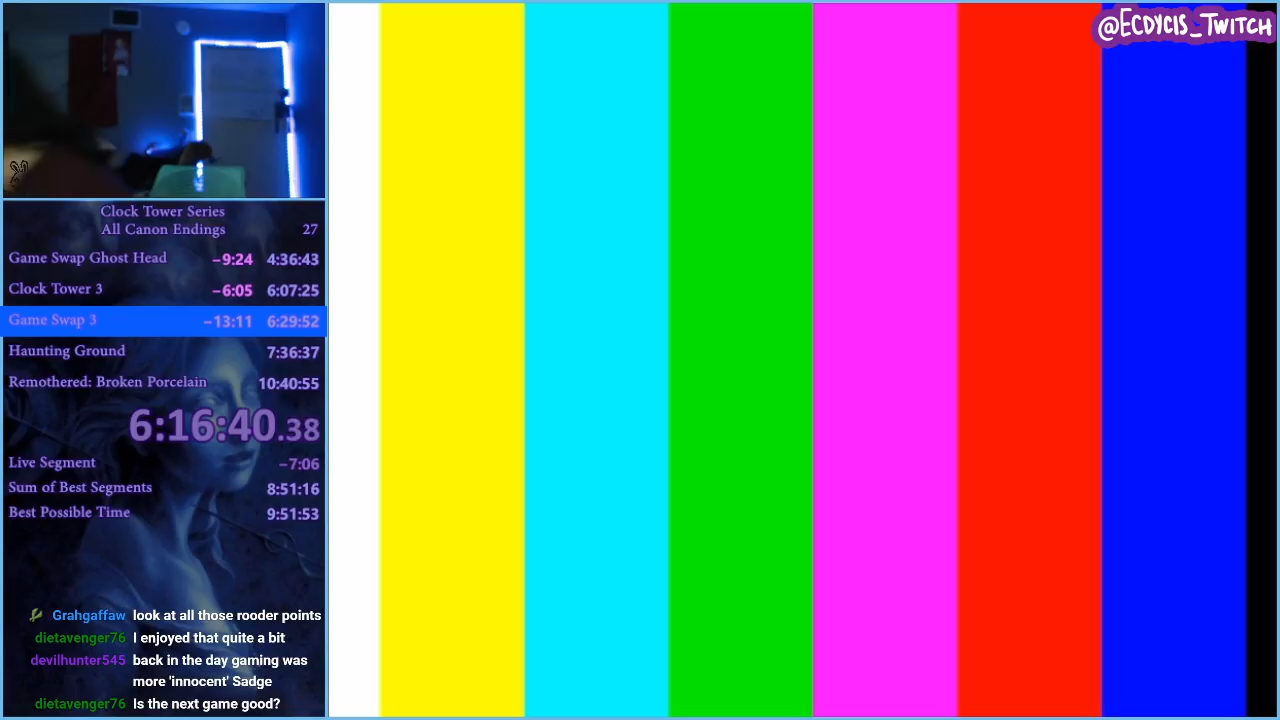 @ECDYCIS_TWITCH
Clock Tower Series
All Canon Endings 27
Game Swap Ghost Head −9:24 4:36:43
Clock Tower 3 −6:05 6:07:25
Game Swap 3 −13:11 6:29:52
Haunting Ground 7:36:37
Remothered: Broken Porcelain 10:40:55
6:16:40.38
Live Segment −7:06
Sum of Best Segments 8:51:16
Best Possible Time 9:51:53
Grahgaffaw look at all those rooder points
dietavenger76 I enjoyed that quite a bit
devilhunter545 back in the day gaming was
more 'innocent' Sadge
dietavenger76 Is the next game good?